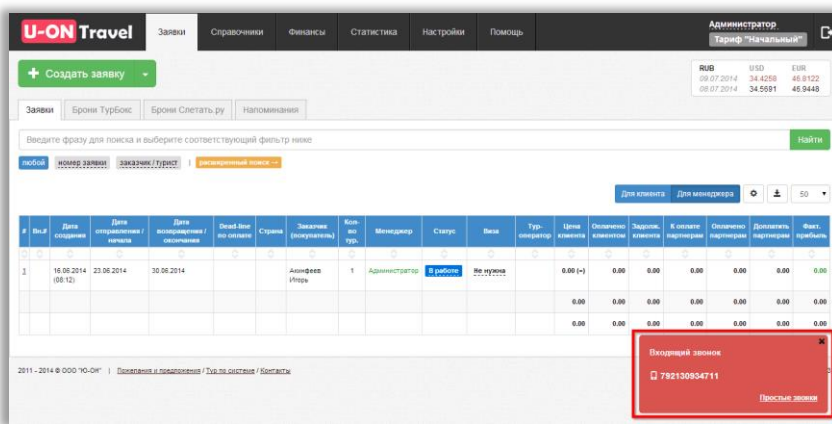 U-ON Travel
Заявки Справочники Финансы Статистика Настройки Помощь
Администратор
Тариф "Начальный"
+ Создать заявку
RUB USD EUR
09.07.2014 34.4258 46.8122
08.07.2014 34.5691 46.9448
Заявки Брони ТурБокс Брони Слетать.ру Напоминания
Введите фразу для поиска и выберите соответствующий фильтр ниже Найти
любой номер заявки заказчик / турист | расширенный поиск →
Для клиента Для менеджера 50
# Вн.# Дата создания Дата отправления / начала Дата возвращения / окончания Dead-line по оплате Страна Заказчик (покупатель) Кол-во тур. Менеджер Статус Виза Тур-оператор Цена клиента Оплачено клиентом Задолж. клиента К оплате партнерам Оплачено партнерам Доплатить партнерам Факт. прибыль
1 16.06.2014 (08:12) 23.06.2014 30.06.2014 Акинфеев Игорь 1 Администратор В работе Не нужна 0.00 (–) 0.00 0.00 0.00 0.00 0.00 0.00
0.00 0.00 0.00 0.00 0.00 0.00 0.00
0.00 0.00 0.00 0.00 0.00 0.00 0.00
Входящий звонок
792130934711
Простые звонки
2011 - 2014 © ООО "Ю-ОН" | Пожелания и предложения / Тур по системе / Контакты